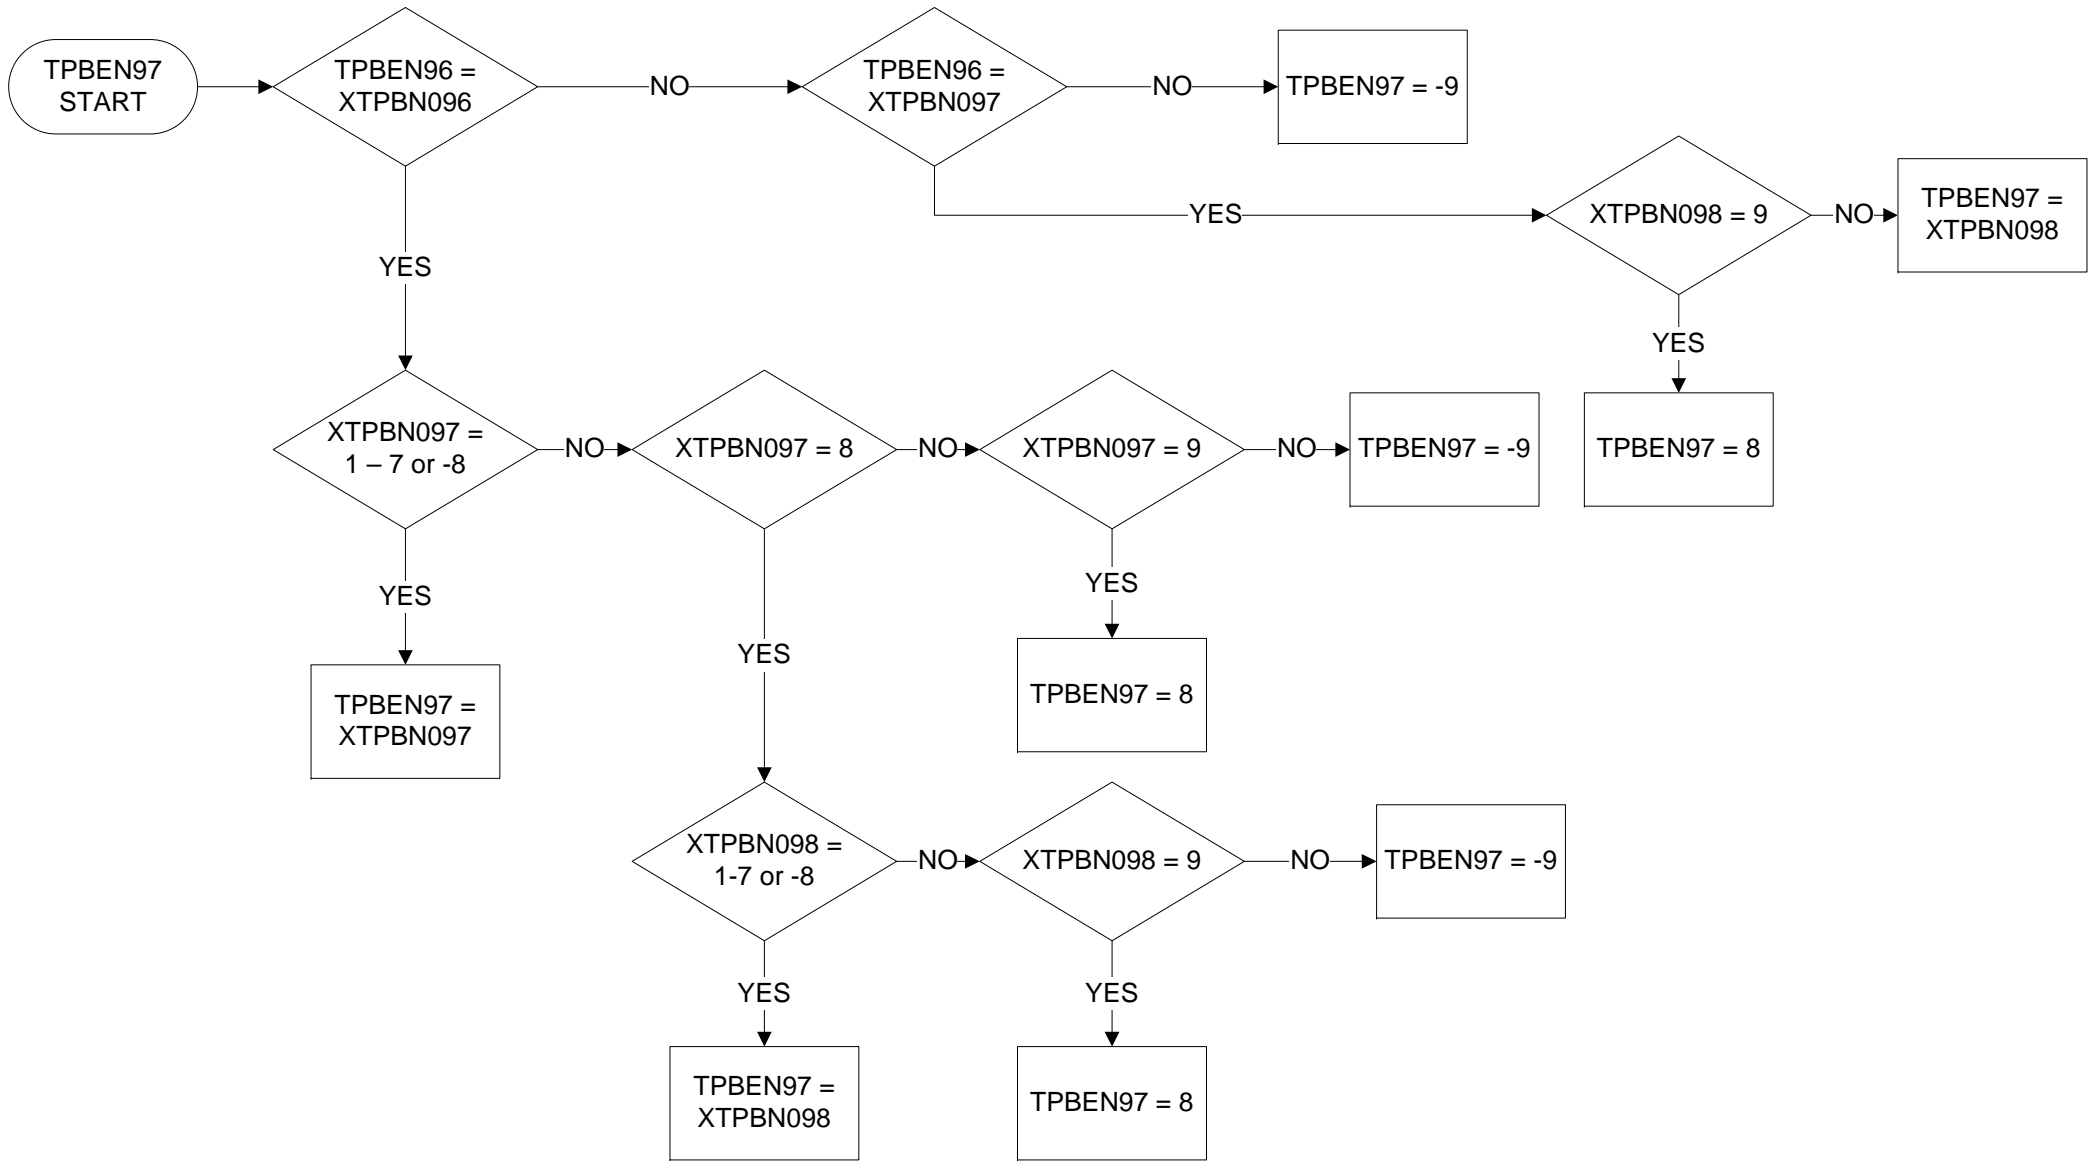 TPBEN97
START
TPBEN96 =
XTPBN096
NO
TPBEN96 =
XTPBN097
NO
TPBEN97 = -9
YES
XTPBN098 = 9
NO
TPBEN97 =
XTPBN098
YES
TPBEN97 = 8
YES
XTPBN097 =
1 – 7 or -8
NO
XTPBN097 = 8
NO
XTPBN097 = 9
NO
TPBEN97 = -9
YES
TPBEN97 =
XTPBN097
YES
TPBEN97 = 8
YES
XTPBN098 =
1-7 or -8
NO
XTPBN098 = 9
NO
TPBEN97 = -9
YES
TPBEN97 =
XTPBN098
YES
TPBEN97 = 8